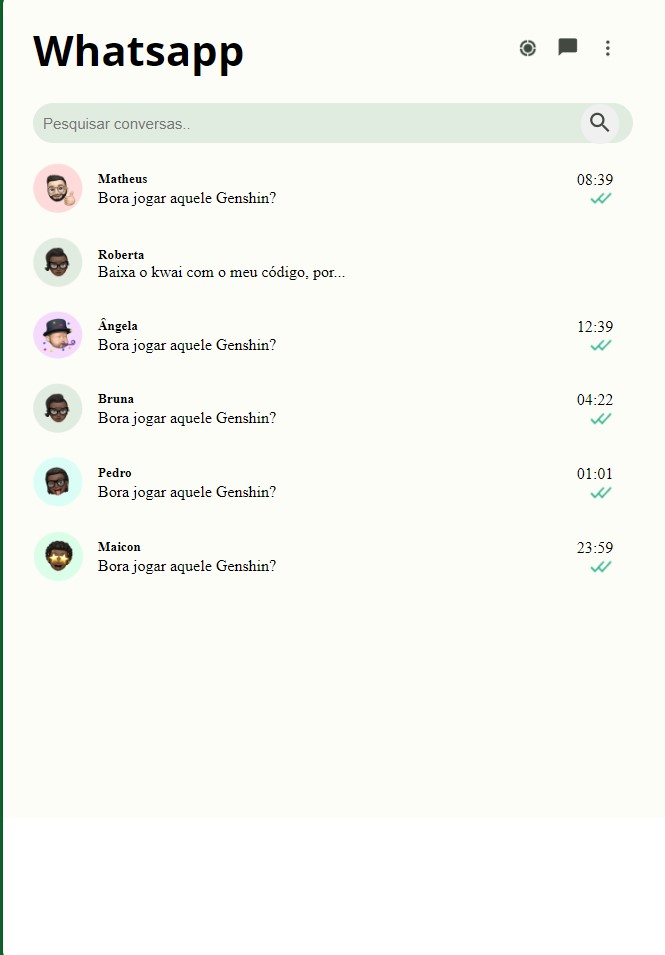 Whatsapp
Pesquisar conversas..
Matheus 08:39
Bora jogar aquele Genshin?
Roberta
Baixa o kwai com o meu código, por...
Ângela 12:39
Bora jogar aquele Genshin?
Bruna 04:22
Bora jogar aquele Genshin?
Pedro 01:01
Bora jogar aquele Genshin?
Maicon 23:59
Bora jogar aquele Genshin?